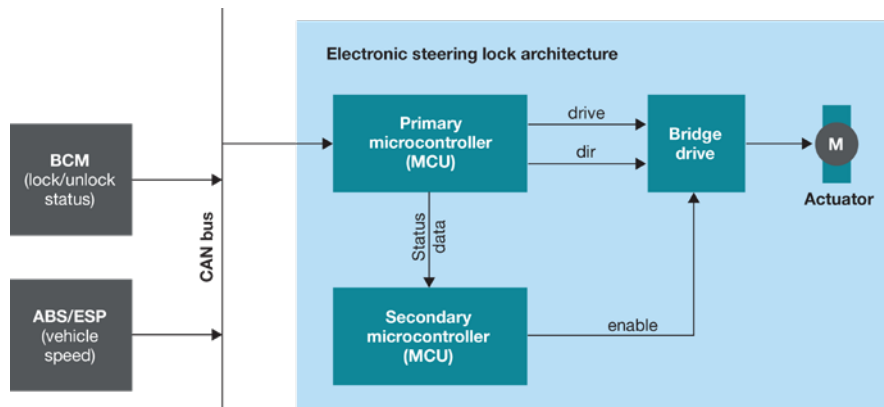 Electronic steering lock architecture
BCM
(lock/unlock
status)
ABS/ESP
(vehicle
speed)
CAN bus
Primary
microcontroller
(MCU)
drive
dir
Bridge
drive
M
Actuator
Status
data
Secondary
microcontroller
(MCU)
enable